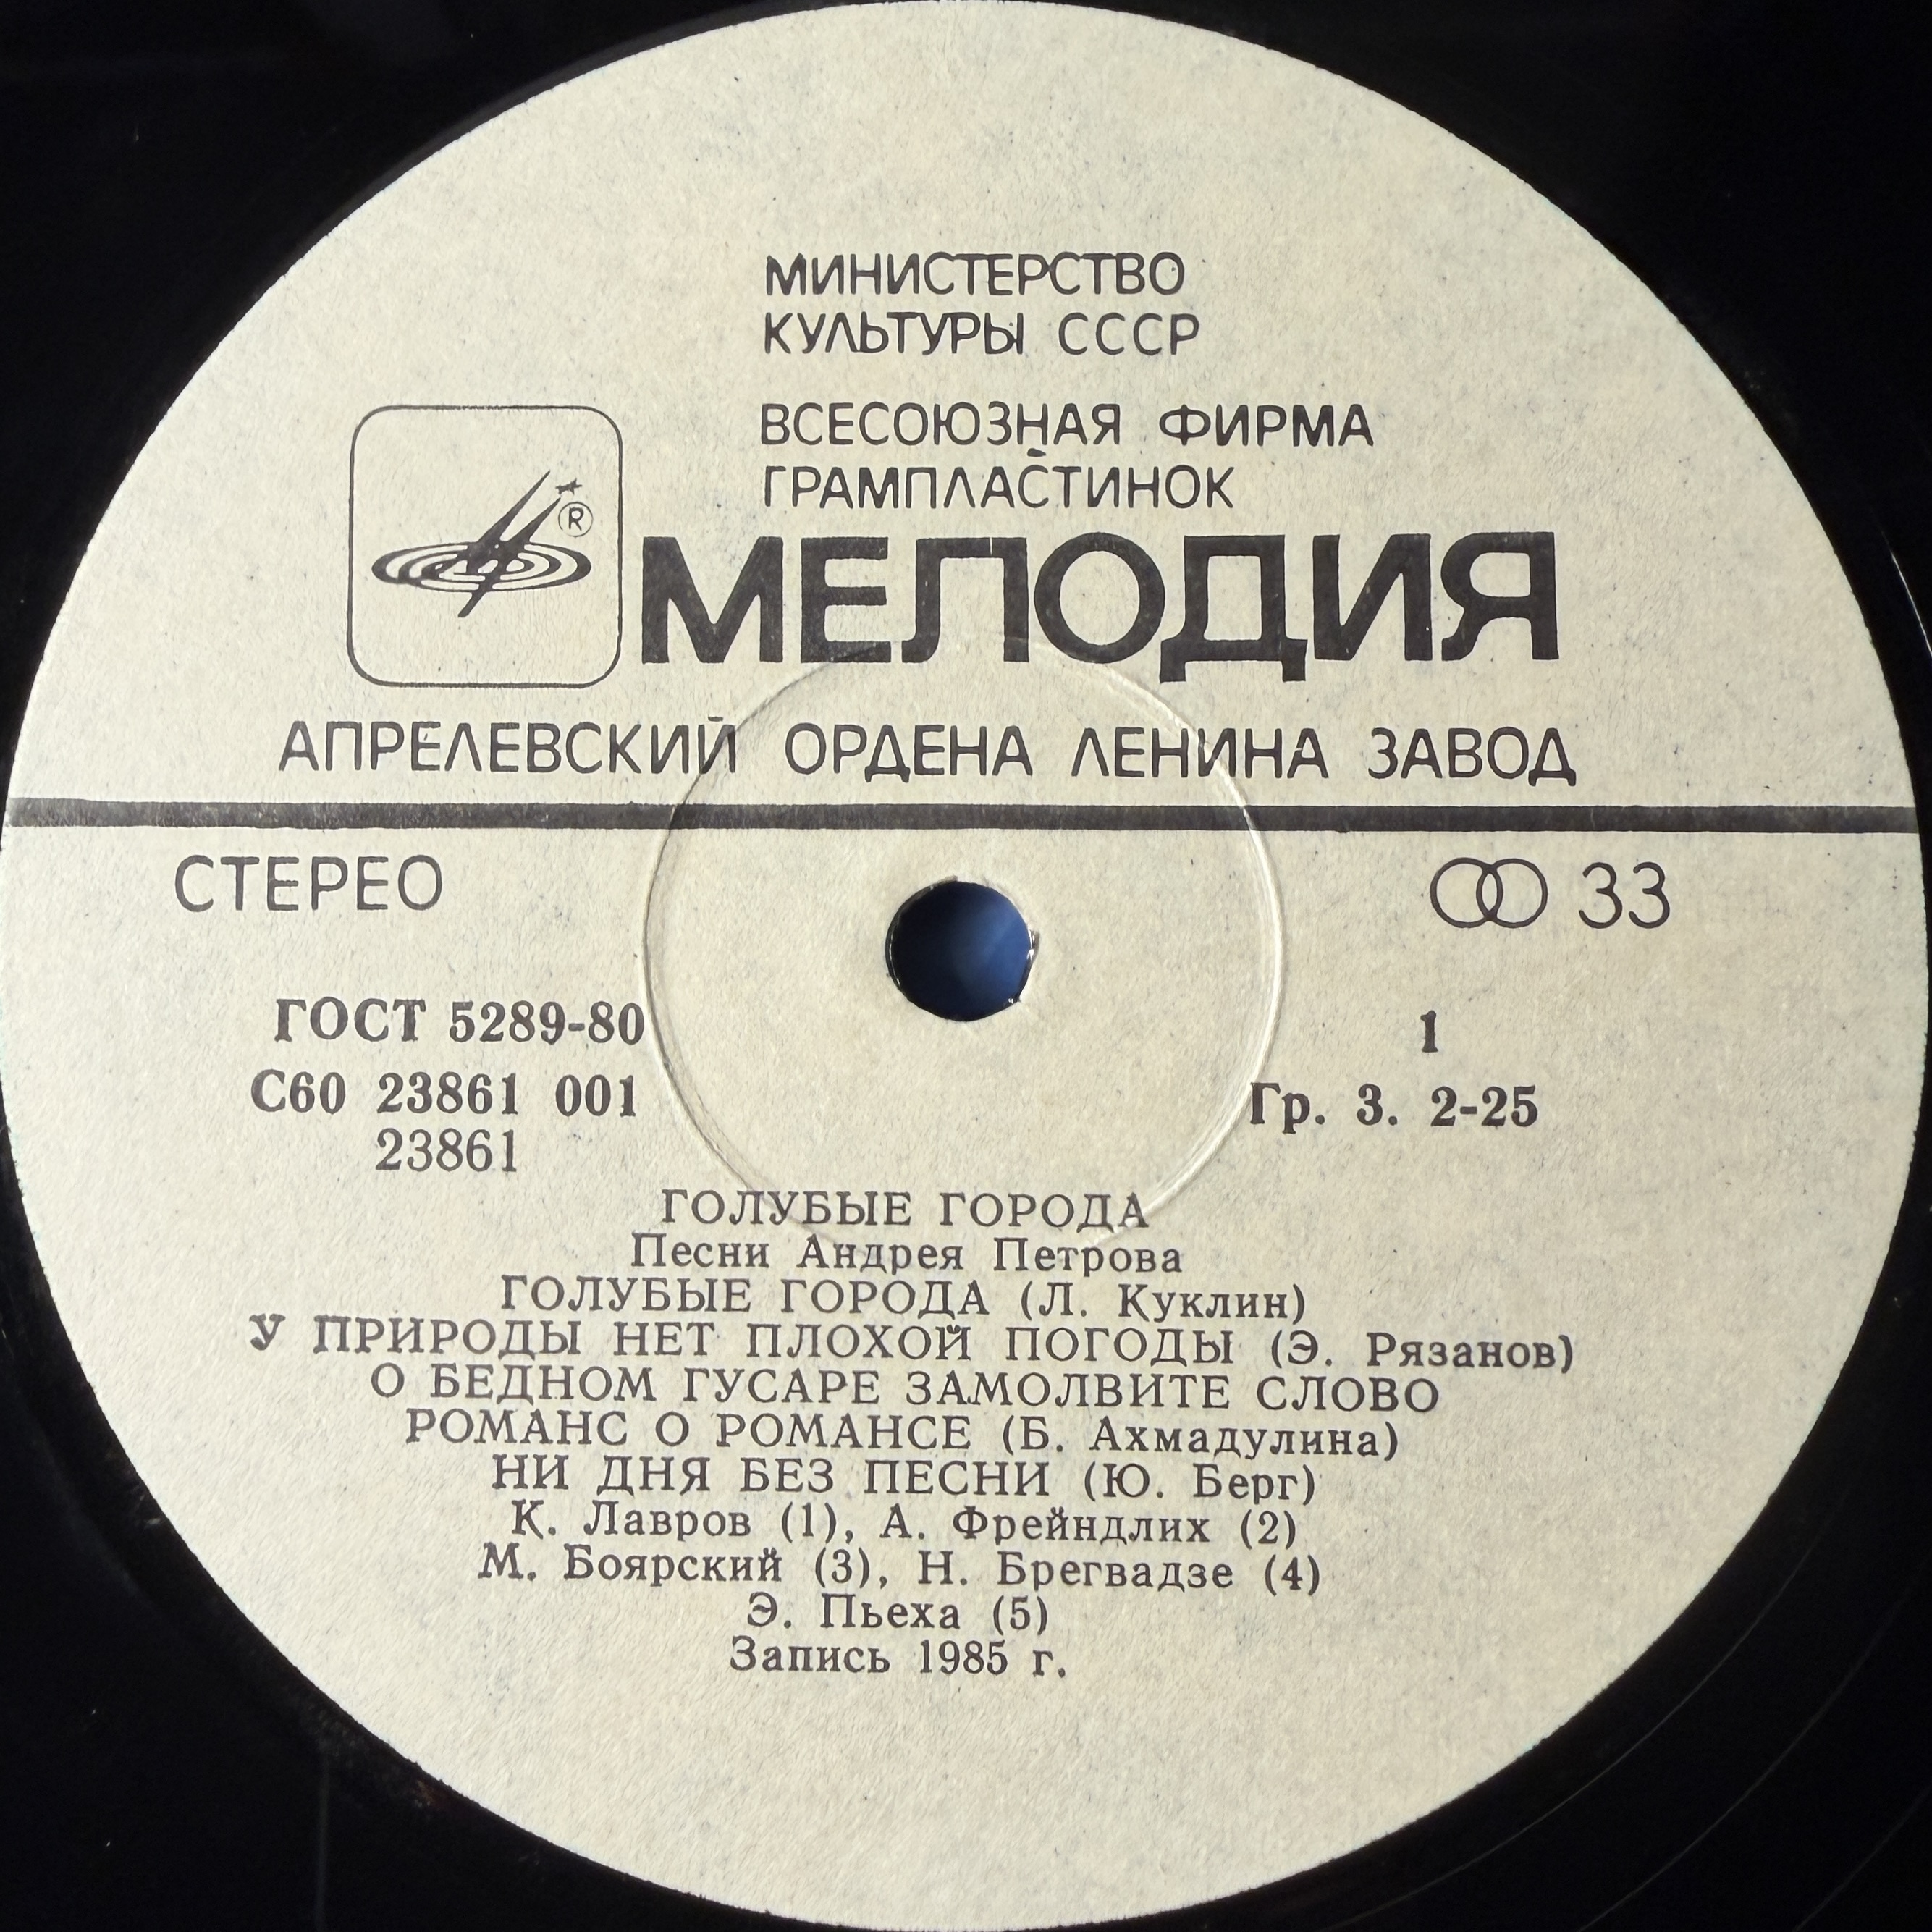 МИНИСТЕРСТВО
КУЛЬТУРЫ СССР
ВСЕСОЮЗНАЯ ФИРМА
ГРАМПЛАСТИНОК
®
МЕЛОДИЯ
АПРЕЛЕВСКИЙ ОРДЕНА ЛЕНИНА ЗАВОД
СТЕРЕО
33
ГОСТ 5289-80
1
С60 23861 001
Гр. 3. 2-25
23861
ГОЛУБЫЕ ГОРОДА
Песни Андрея Петрова
ГОЛУБЫЕ ГОРОДА (Л. Куклин)
У ПРИРОДЫ НЕТ ПЛОХОЙ ПОГОДЫ (Э. Рязанов)
О БЕДНОМ ГУСАРЕ ЗАМОЛВИТЕ СЛОВО
РОМАНС О РОМАНСЕ (Б. Ахмадулина)
НИ ДНЯ БЕЗ ПЕСНИ (Ю. Берг)
К. Лавров (1), А. Фрейндлих (2)
М. Боярский (3), Н. Брегвадзе (4)
Э. Пьеха (5)
Запись 1985 г.